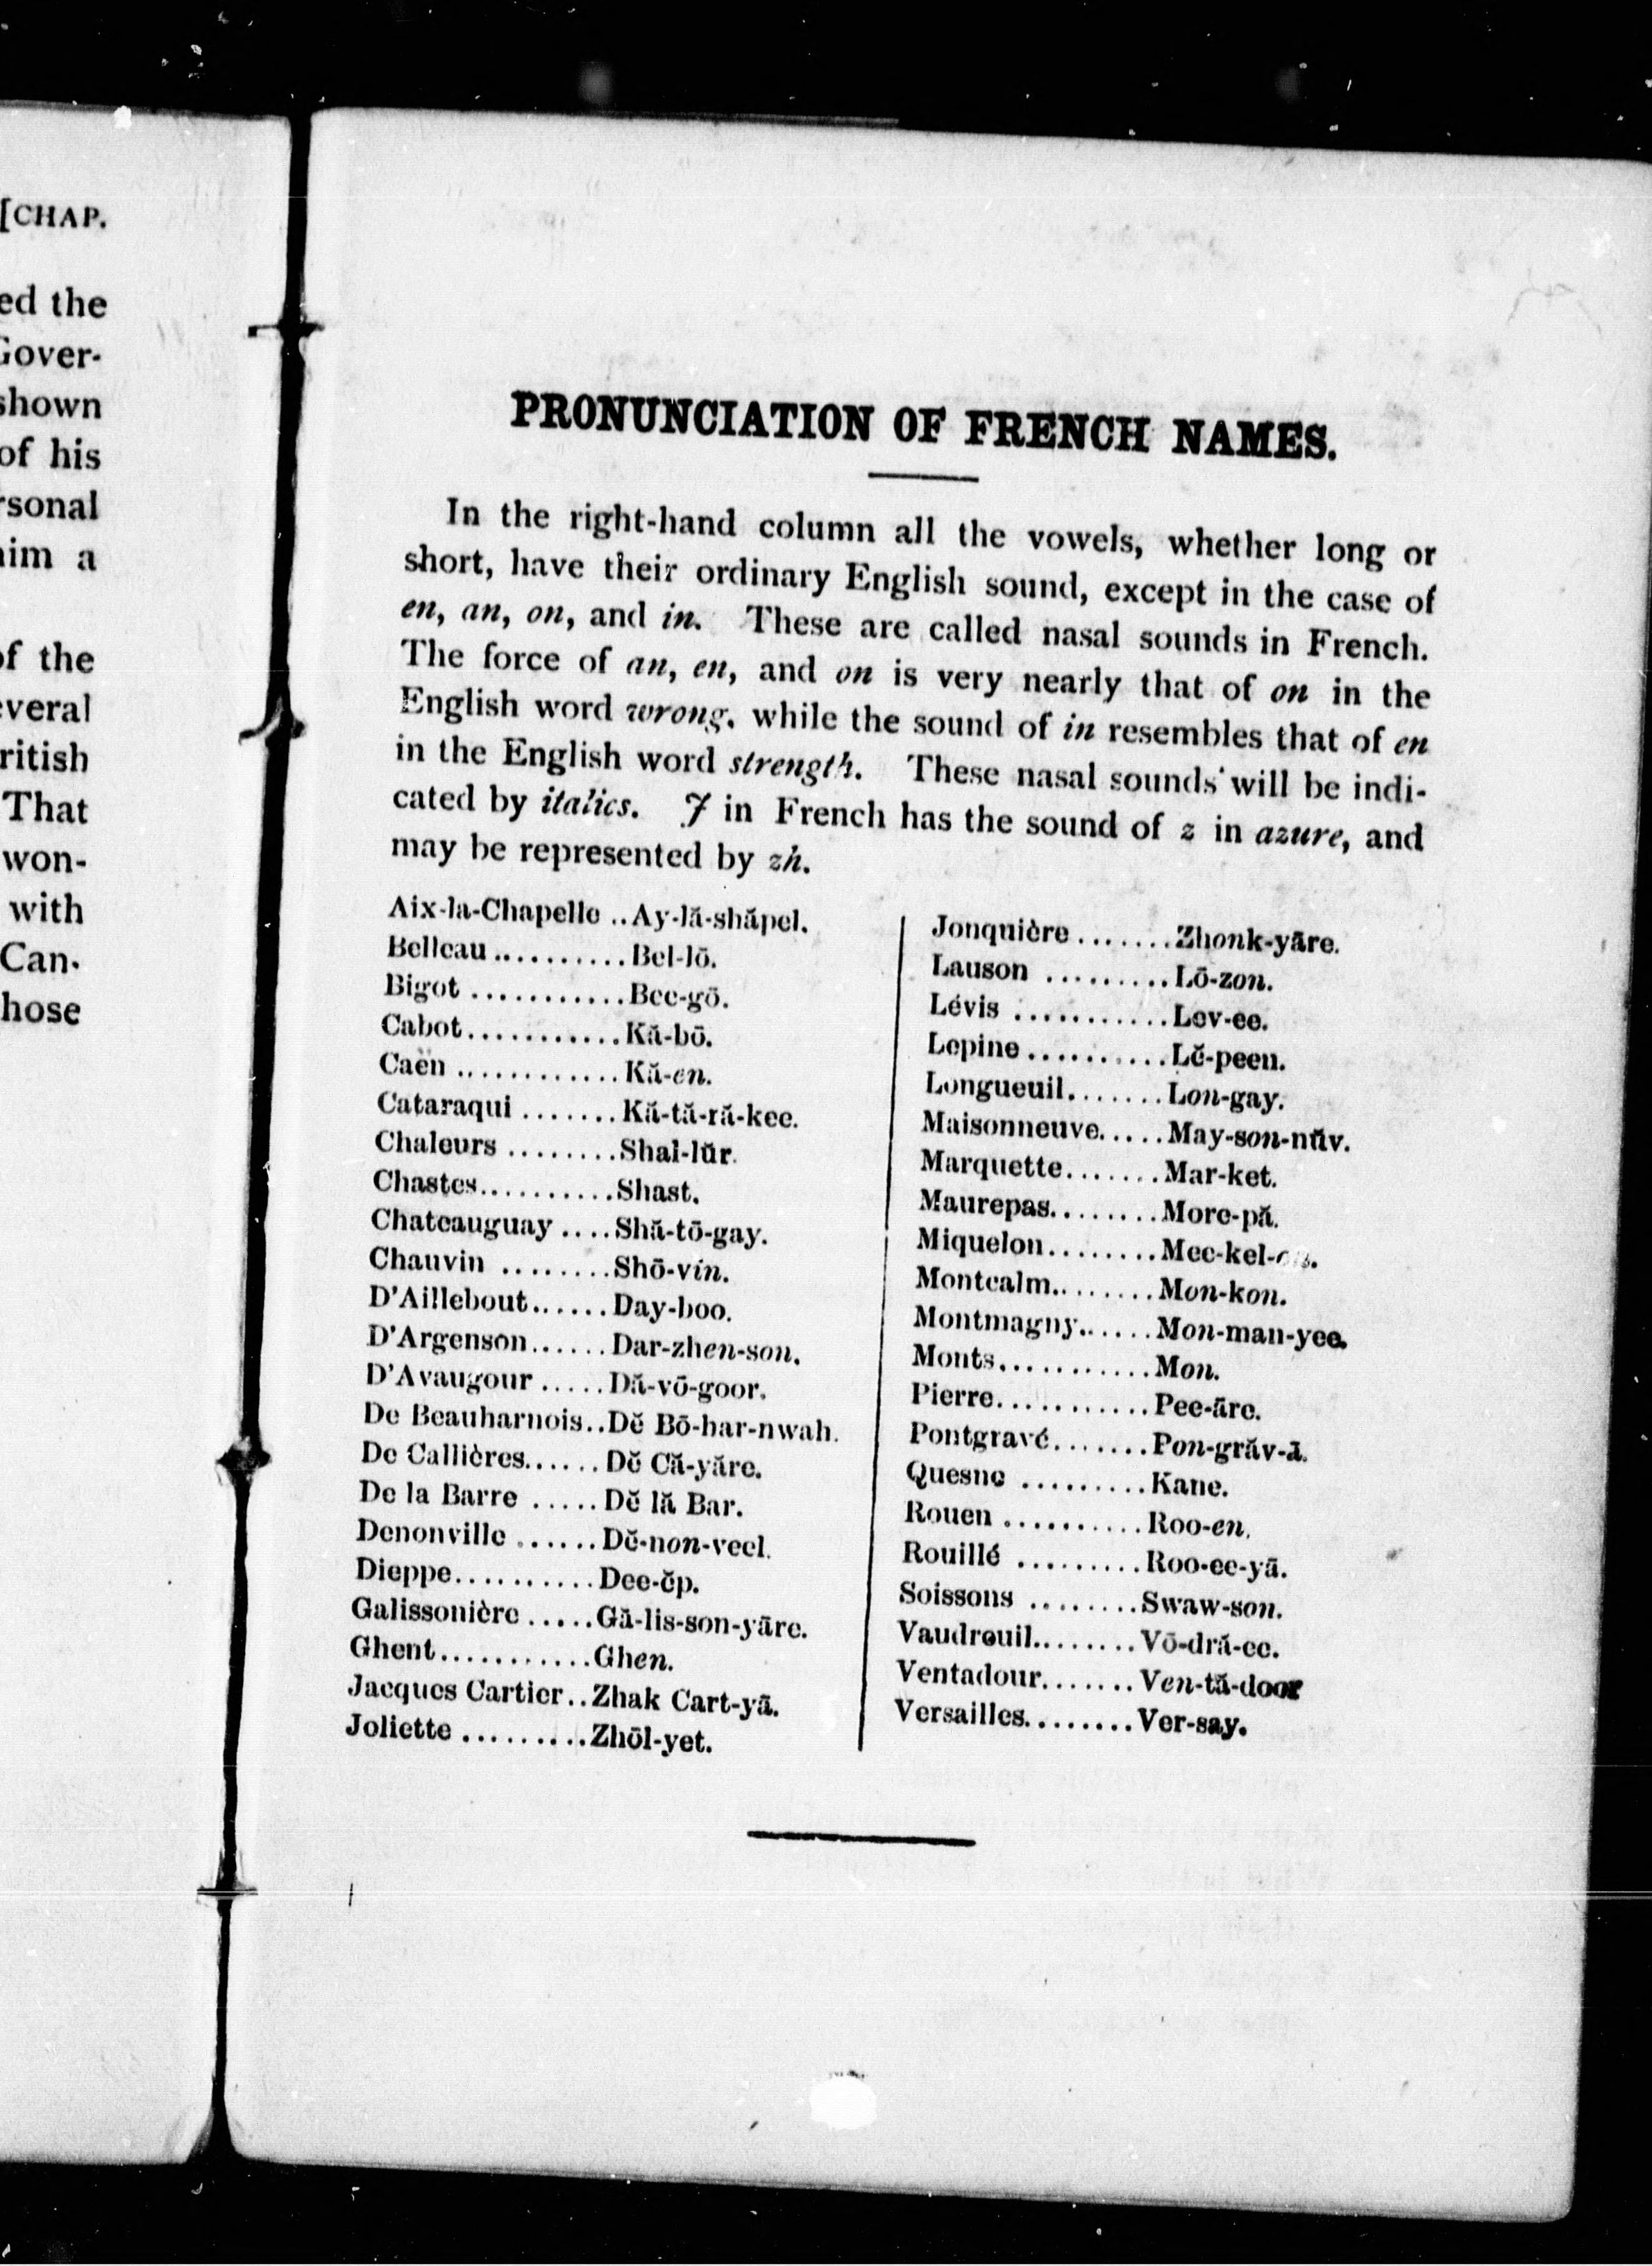 [CHAP.
ed the
Gover-
shown
of his
rsonal
him a
of the
everal
ritish
That
won-
with
Can-
hose
PRONUNCIATION OF FRENCH NAMES.
In the right-hand column all the vowels, whether long or
short, have their ordinary English sound, except in the case of
en, an, on, and in. These are called nasal sounds in French.
The force of an, en, and on is very nearly that of on in the
English word wrong, while the sound of in resembles that of en
in the English word strength. These nasal sounds will be indi-
cated by italics. J in French has the sound of z in azure, and
may be represented by zh.
Aix-la-Chapelle ..Ay-lă-shăpel.
Belleau ..........Bel-lō.
Bigot ............Bee-gō.
Cabot............Kă-bō.
Caën .............Kă-en.
Cataraqui .......Kă-tă-ră-kee.
Chaleurs ........Shal-lŭr.
Chastes..........Shast.
Chateauguay ....Shă-tō-gay.
Chauvin ........Shō-vin.
D'Aillebout......Day-boo.
D'Argenson......Dar-zhen-son.
D'Avaugour .....Dă-vō-goor.
De Beauharnois..Dĕ Bō-har-nwah.
De Callières......Dĕ Că-yăre.
De la Barre .....Dĕ lă Bar.
Denonville ......Dĕ-non-veel.
Dieppe..........Dee-ĕp.
Galissonière .....Gă-lis-son-yāre.
Ghent...........Ghen.
Jacques Cartier..Zhak Cart-yā.
Joliette .........Zhōl-yet.
Jonquière .......Zhonk-yāre.
Lauson .........Lō-zon.
Lévis ...........Lev-ee.
Lepine ..........Lĕ-peen.
Longueuil.......Lon-gay.
Maisonneuve.....May-son-nŭv.
Marquette.......Mar-ket.
Maurepas........More-pă.
Miquelon........Mee-kel-on.
Montcalm........Mon-kon.
Montmagny......Mon-man-yee.
Monts...........Mon.
Pierre...........Pee-āre.
Pontgravé.......Pon-grăv-ā.
Quesne .........Kane.
Rouen ..........Roo-en.
Rouillé .........Roo-ee-yā.
Soissons ........Swaw-son.
Vaudreuil........Vō-dră-ee.
Ventadour.......Ven-tă-door
Versailles........Ver-say.